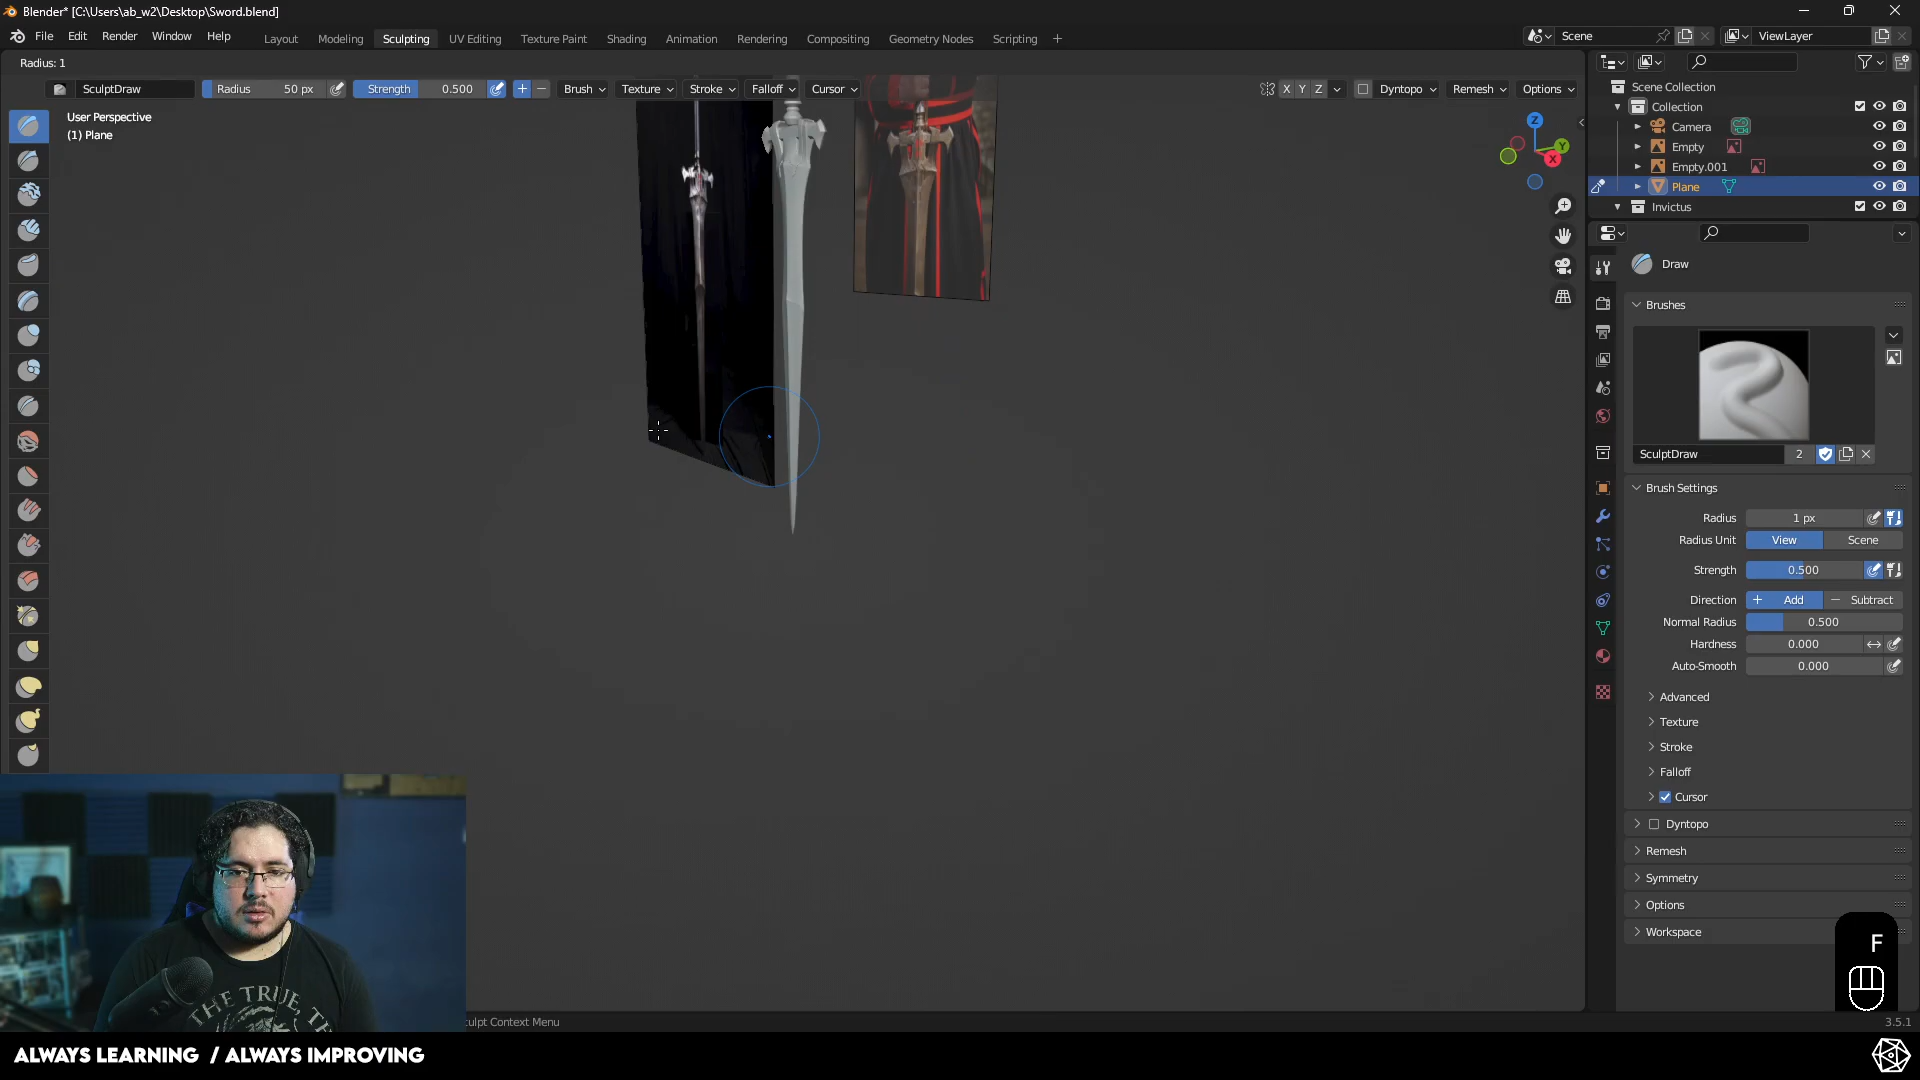 Blender* [C:\Users\ab_w2\Desktop\Sword.blend]
File Edit Render Window Help
Layout Modeling Sculpting UV Editing Texture Paint Shading Animation Rendering Compositing Geometry Nodes Scripting +
Scene ViewLayer
Radius: 1
SculptDraw Radius 50 px Strength 0.500 + − Brush Texture Stroke Falloff Cursor X Y Z Dyntopo Remesh Options
User Perspective
(1) Plane
Z
Y
X
Scene Collection
Collection
Camera
Empty
Empty.001
Plane
Invictus
Draw
Brushes
SculptDraw 2
Brush Settings
Radius 1 px
Radius Unit View Scene
Strength 0.500
Direction + Add − Subtract
Normal Radius 0.500
Hardness 0.000
Auto-Smooth 0.000
Advanced
Texture
Stroke
Falloff
Cursor
Dyntopo
Remesh
Symmetry
Options
Workspace
F
THE TRUE, TH
culpt Context Menu
3.5.1
ALWAYS LEARNING / ALWAYS IMPROVING